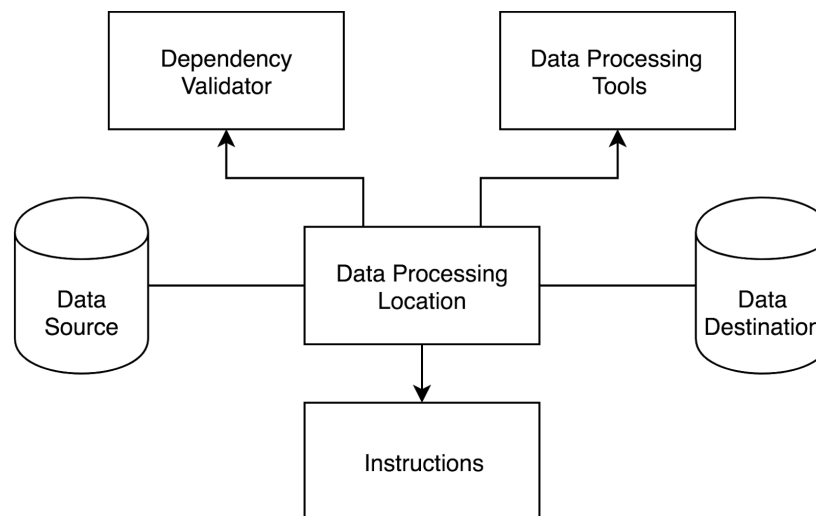 Dependency
Validator
Data Processing
Tools
Data
Source
Data Processing
Location
Data
Destination
Instructions